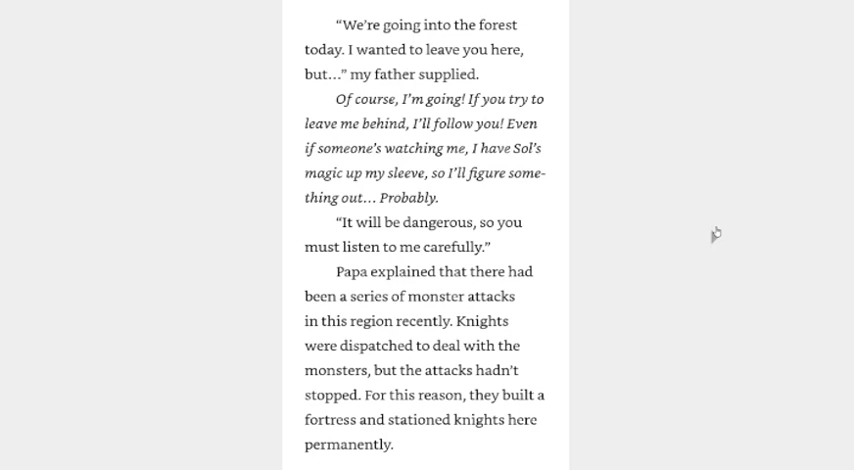 “We’re going into the forest
today. I wanted to leave you here,
but…” my father supplied.
Of course, I’m going! If you try to
leave me behind, I’ll follow you! Even
if someone’s watching me, I have Sol’s
magic up my sleeve, so I’ll figure some-
thing out… Probably.
“It will be dangerous, so you
must listen to me carefully.”
Papa explained that there had
been a series of monster attacks
in this region recently. Knights
were dispatched to deal with the
monsters, but the attacks hadn’t
stopped. For this reason, they built a
fortress and stationed knights here
permanently.